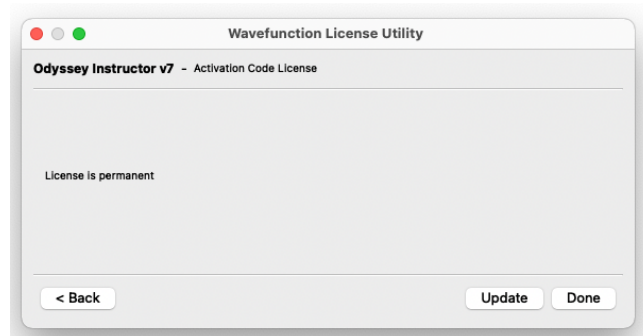 Wavefunction License Utility
Odyssey Instructor v7 – Activation Code License
License is permanent
< Back Update Done